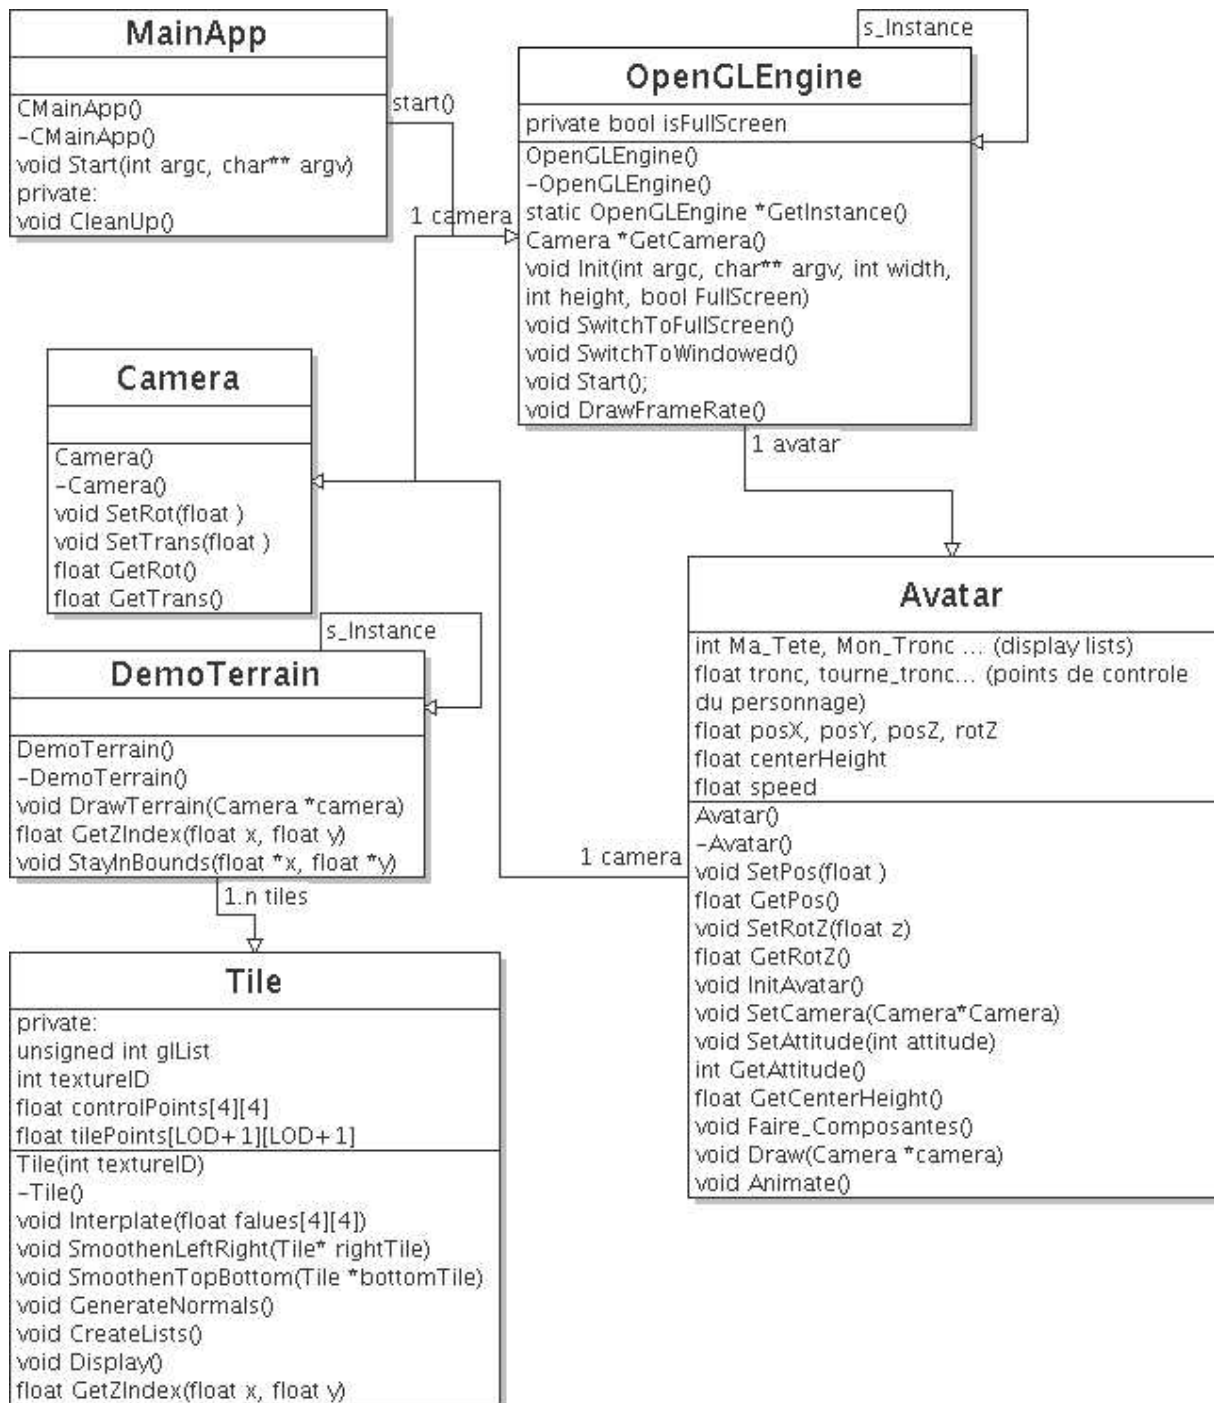 MainApp
CMainApp()
-CMainApp()
void Start(int argc, char** argv)
private:
void CleanUp()
start()
s_Instance
OpenGLEngine
private bool isFullScreen
OpenGLEngine()
-OpenGLEngine()
static OpenGLEngine *GetInstance()
Camera *GetCamera()
void Init(int argc, char** argv, int width,
int height, bool FullScreen)
void SwitchToFullScreen()
void SwitchToWindowed()
void Start();
void DrawFrameRate()
1 camera
1 avatar
Camera
Camera()
-Camera()
void SetRot(float )
void SetTrans(float )
float GetRot()
float GetTrans()
s_Instance
DemoTerrain
DemoTerrain()
-DemoTerrain()
void DrawTerrain(Camera *camera)
float GetZIndex(float x, float y)
void StayInBounds(float *x, float *y)
1.n tiles
1 camera
Avatar
int Ma_Tete, Mon_Tronc ... (display lists)
float tronc, tourne_tronc... (points de controle
du personnage)
float posX, posY, posZ, rotZ
float centerHeight
float speed
Avatar()
-Avatar()
void SetPos(float )
float GetPos()
void SetRotZ(float z)
float GetRotZ()
void InitAvatar()
void SetCamera(Camera*Camera)
void SetAttitude(int attitude)
int GetAttitude()
float GetCenterHeight()
void Faire_Composantes()
void Draw(Camera *camera)
void Animate()
Tile
private:
unsigned int glList
int textureID
float controlPoints[4][4]
float tilePoints[LOD+1][LOD+1]
Tile(int textureID)
-Tile()
void Interplate(float falues[4][4])
void SmoothenLeftRight(Tile* rightTile)
void SmoothenTopBottom(Tile *bottomTile)
void GenerateNormals()
void CreateLists()
void Display()
float GetZIndex(float x, float y)